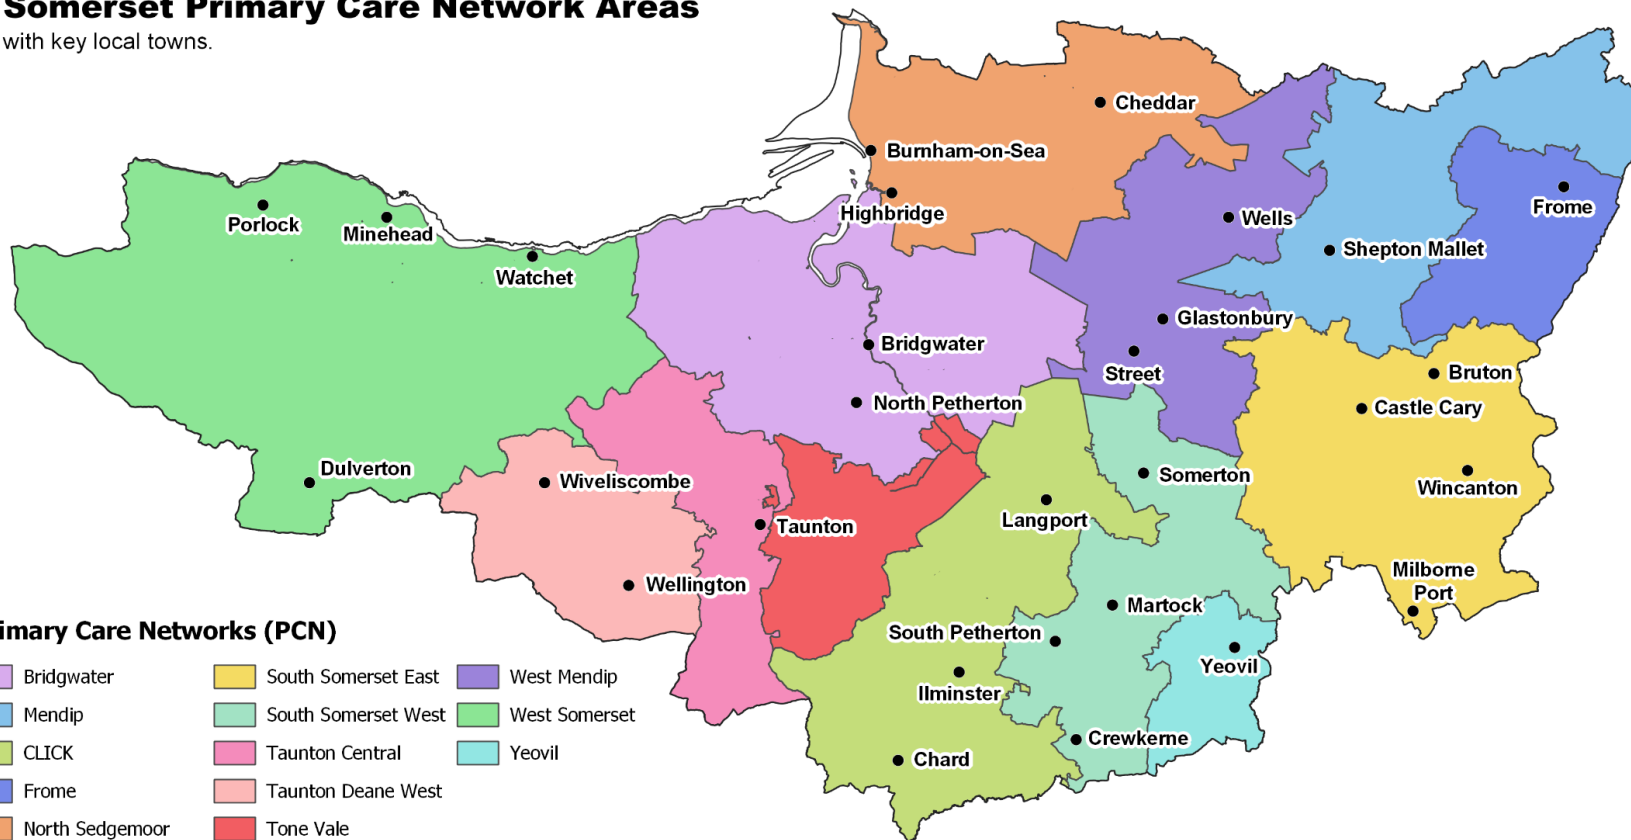 Somerset Primary Care Network Areas
with key local towns.
Cheddar
Burnham-on-Sea
Highbridge
Porlock
Minehead
Watchet
Wells
Frome
Shepton Mallet
Glastonbury
Bridgwater
Street
Bruton
North Petherton
Castle Cary
Dulverton
Wiveliscombe
Somerton
Wincanton
Langport
Taunton
Wellington
Milborne
Port
Martock
South Petherton
Yeovil
Ilminster
Crewkerne
Chard
imary Care Networks (PCN)
Bridgwater
Mendip
CLICK
Frome
North Sedgemoor
South Somerset East
South Somerset West
Taunton Central
Taunton Deane West
Tone Vale
West Mendip
West Somerset
Yeovil